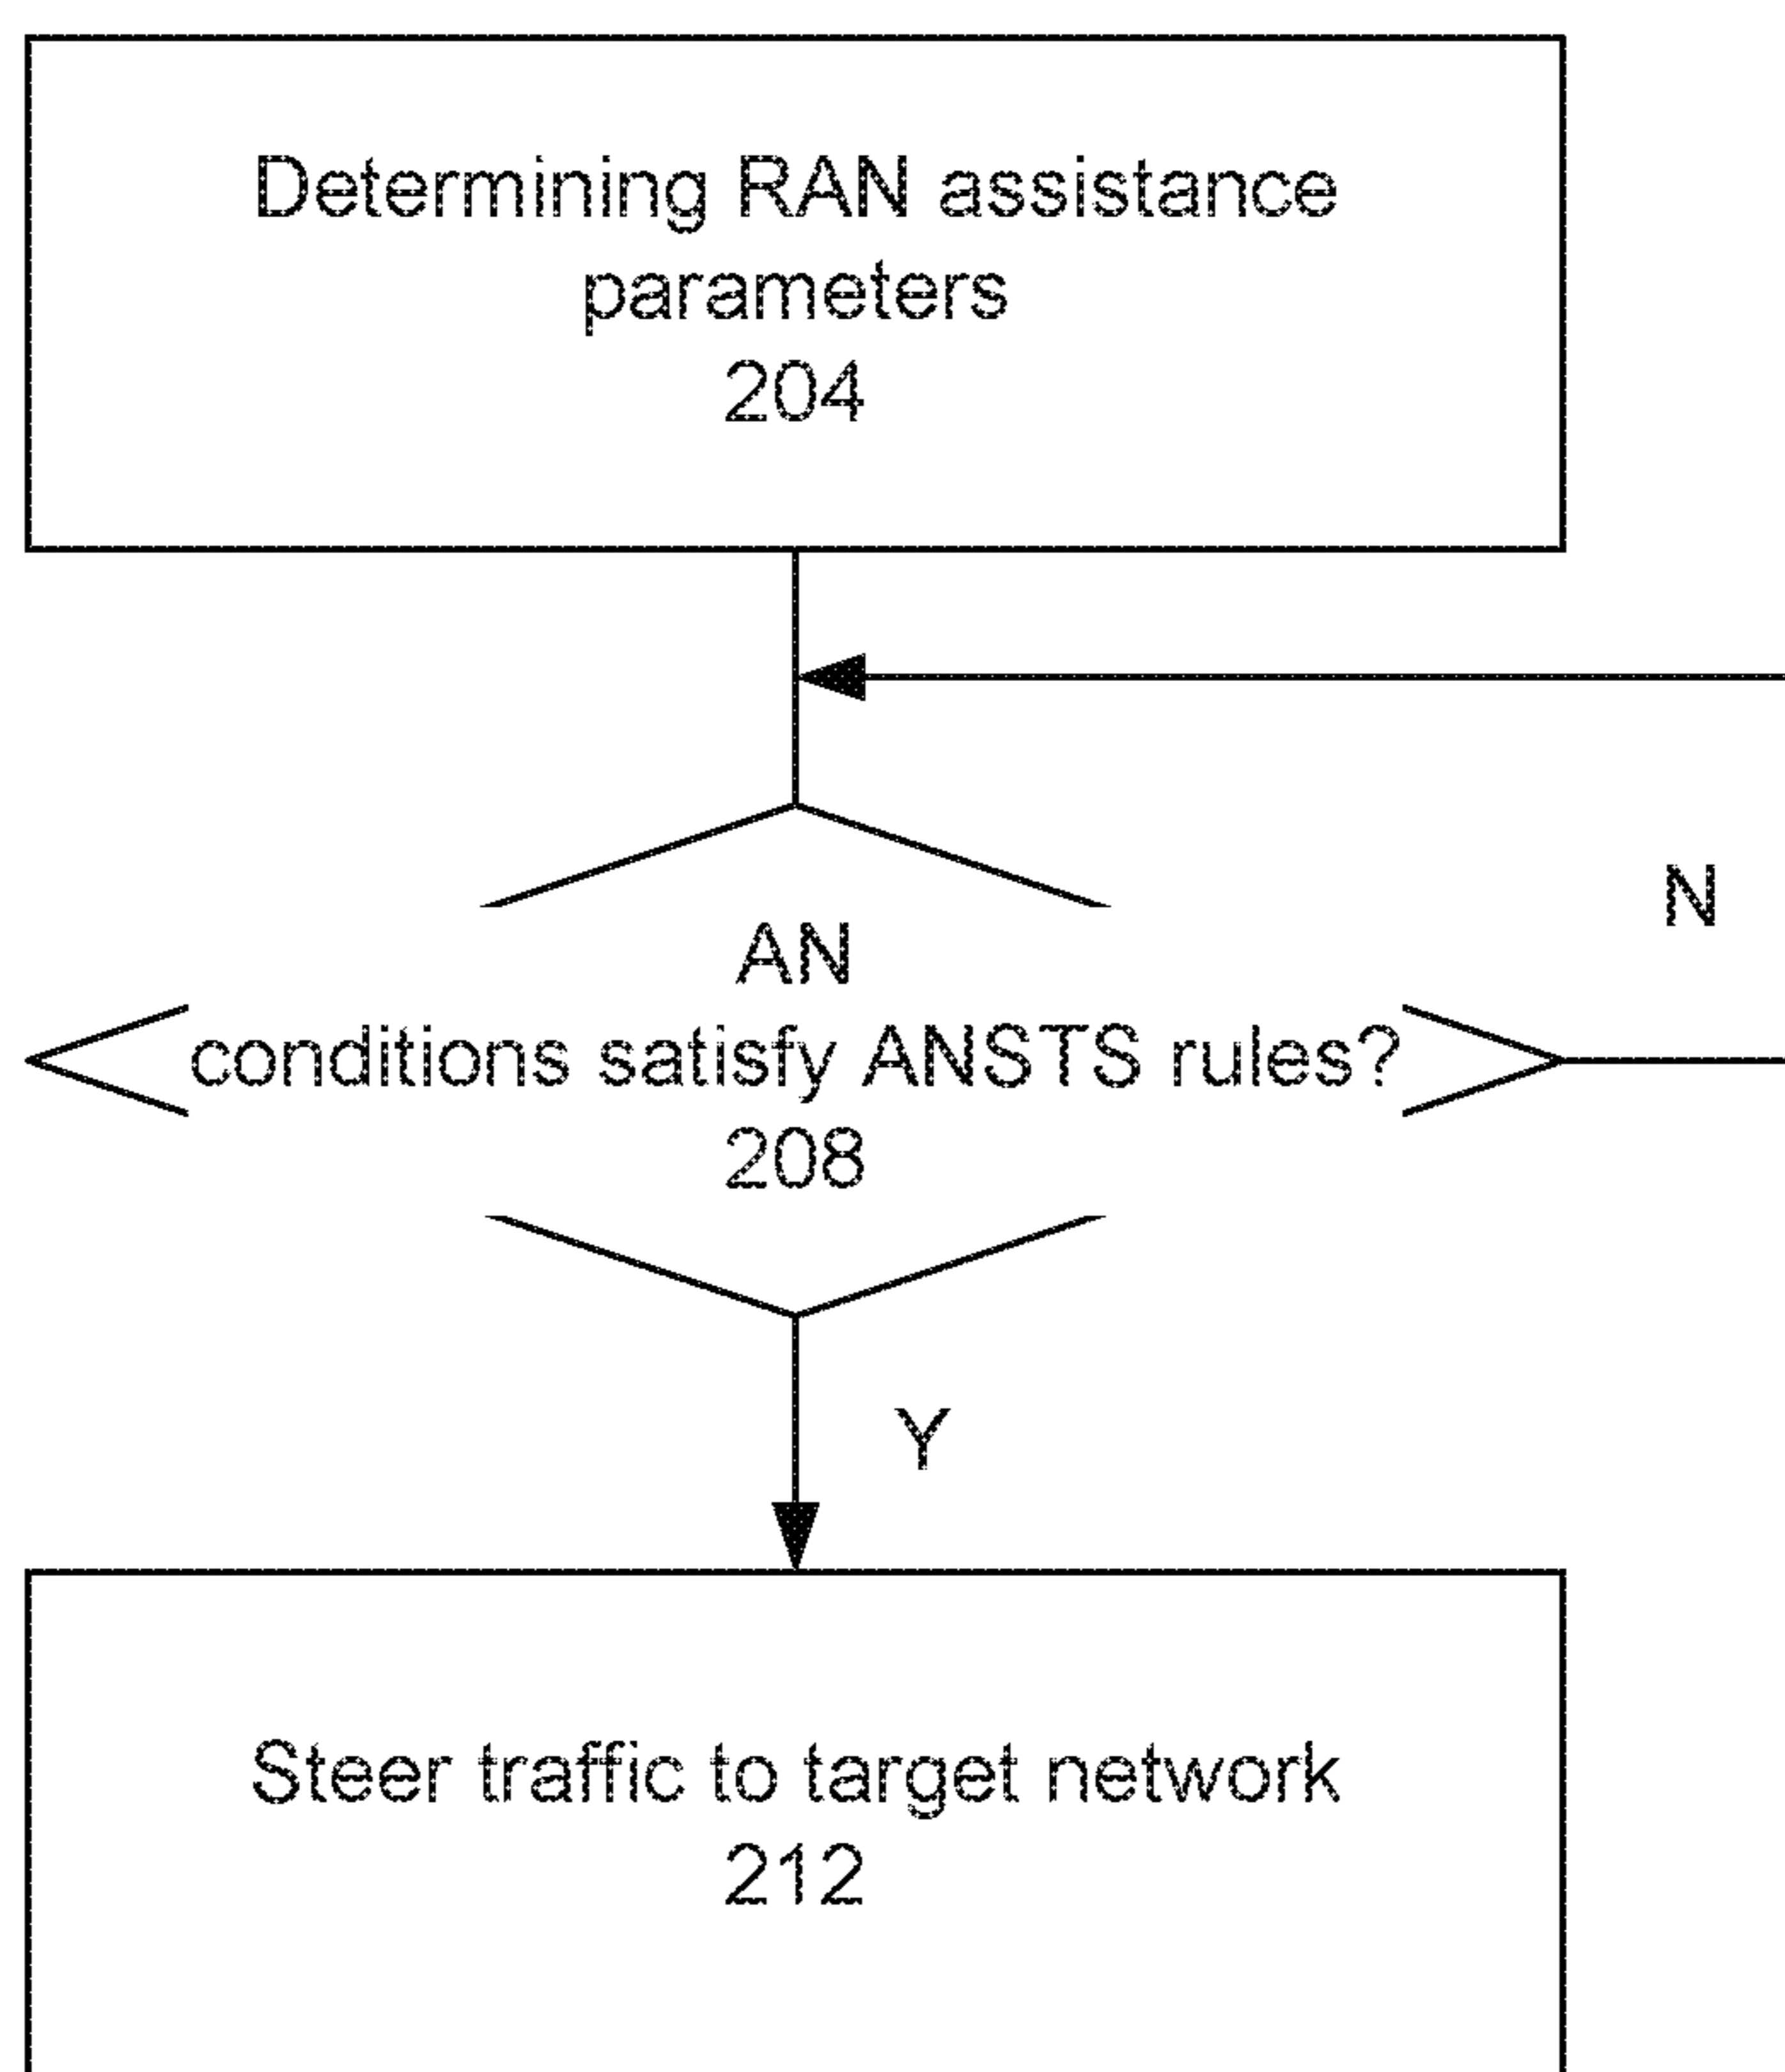 Determining RAN assistance
parameters
204
N
AN
conditions satisfy ANSTS rules?
208
Y
Steer traffic to target network
212